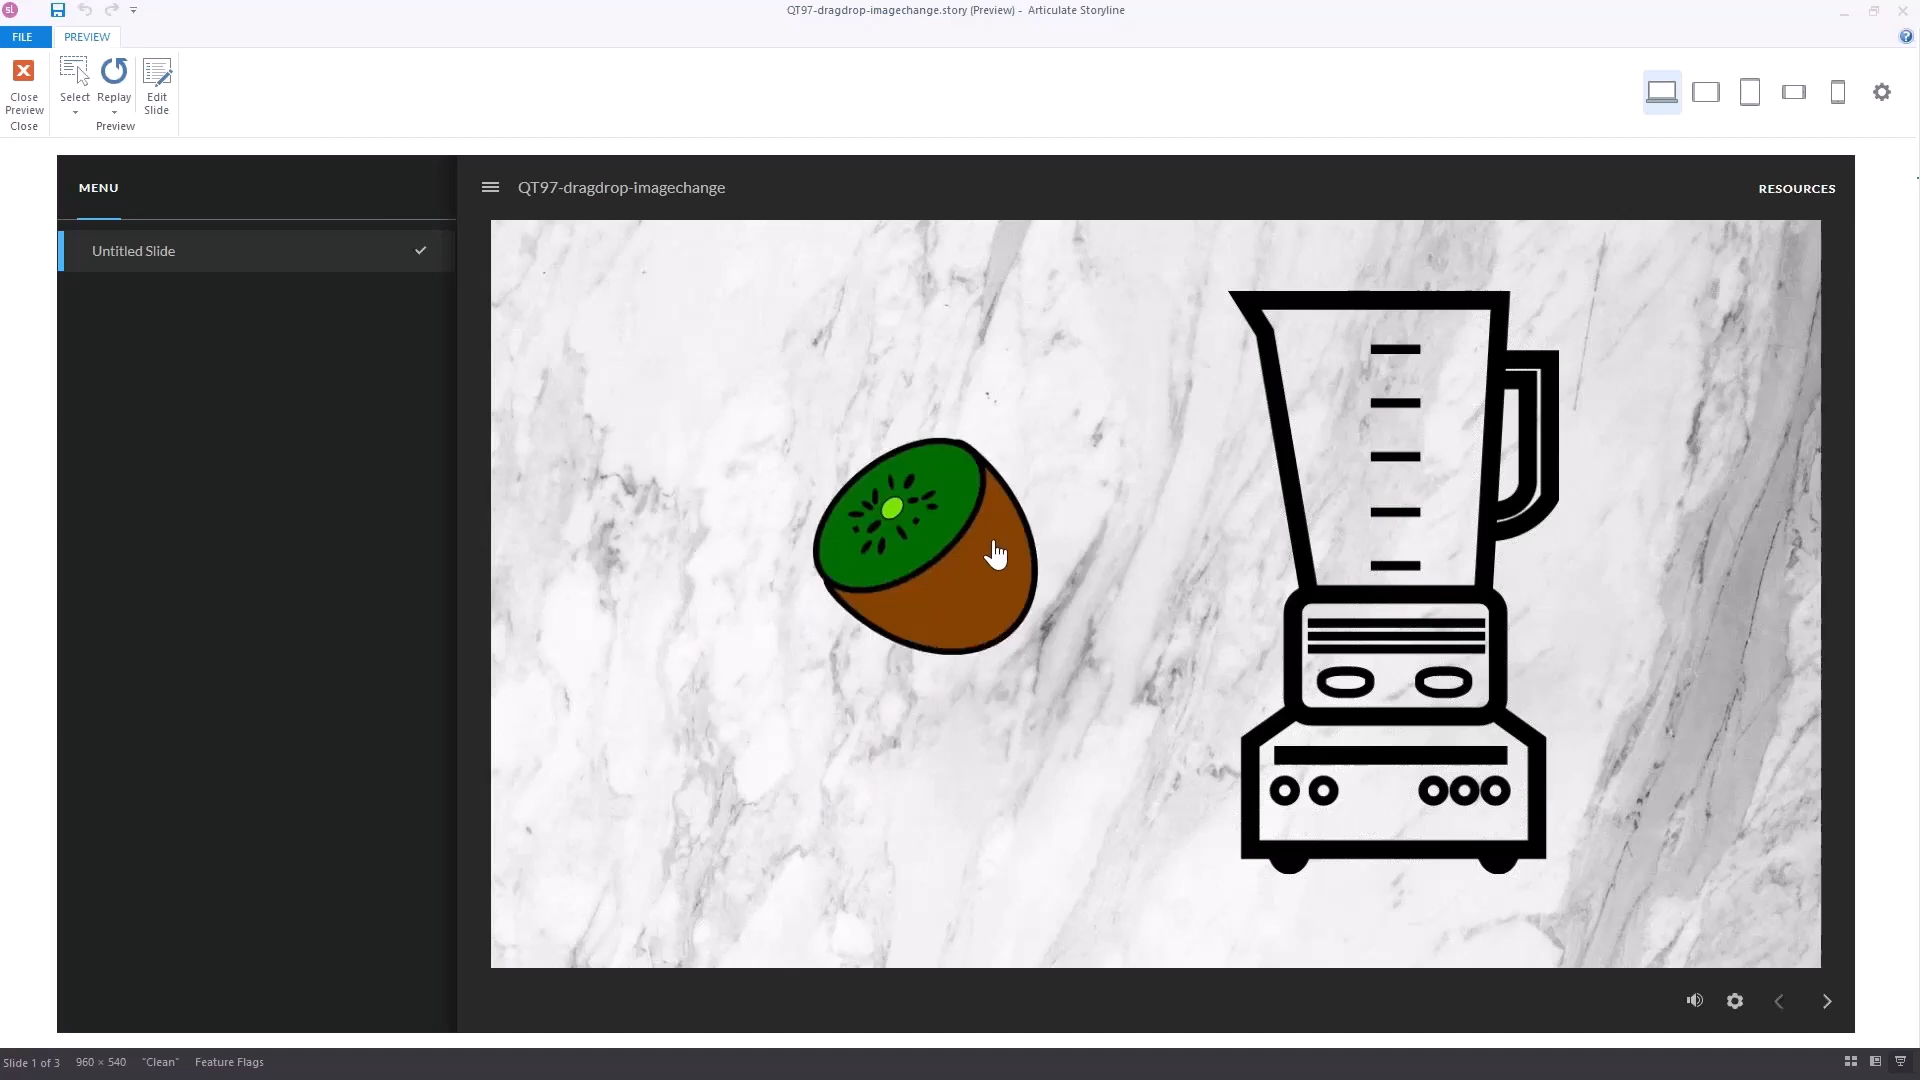 QT97-dragdrop-imagechange.story (Preview) - Articulate Storyline
FILE
PREVIEW
Close Preview
Select
Replay
Edit Slide
Close
Preview
MENU
QT97-dragdrop-imagechange
RESOURCES
Untitled Slide
Slide 1 of 3
960 × 540
"Clean"
Feature Flags